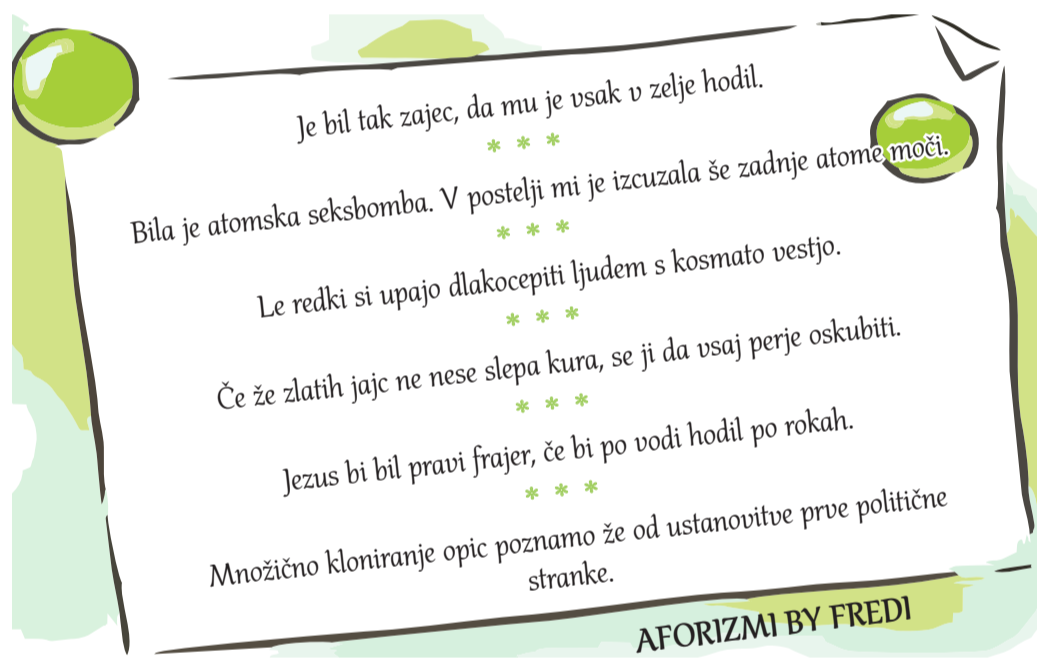 Je bil tak zajec, da mu je vsak v zelje hodil.
* * *
Bila je atomska seksbomba. V postelji mi je izcuzala še zadnje atome moči.
* * *
Le redki si upajo dlakocepiti ljudem s kosmato vestjo.
* * *
Če že zlatih jajc ne nese slepa kura, se ji da vsaj perje oskubiti.
* * *
Jezus bi bil pravi frajer, če bi po vodi hodil po rokah.
* * *
Množično kloniranje opic poznamo že od ustanovitve prve politične
stranke.
AFORIZMI BY FREDI